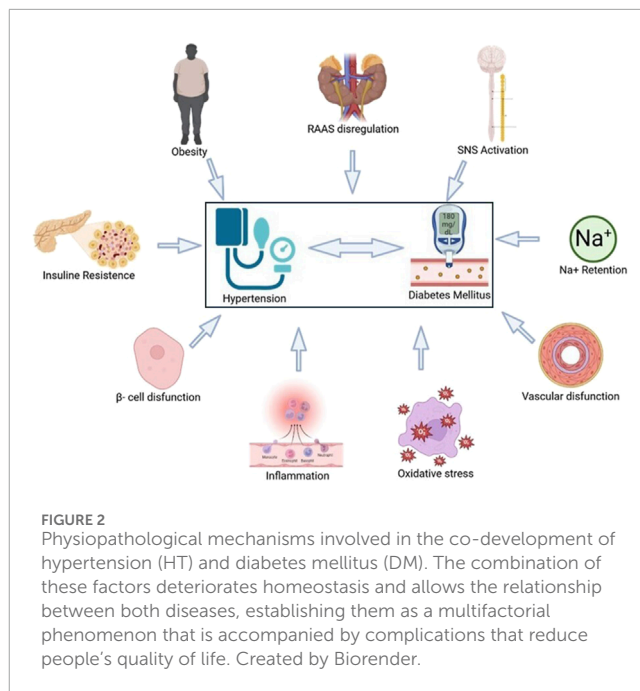 Obesity
RAAS disregulation
SNS Activation
Insuline Resistence
Hypertension
180
mg/
dL
Diabetes Mellitus
Na⁺
Na+ Retention
β- cell disfunction
Inflammation
Oxidative stress
Vascular disfunction
FIGURE 2
Physiopathological mechanisms involved in the co-development of
hypertension (HT) and diabetes mellitus (DM). The combination of
these factors deteriorates homeostasis and allows the relationship
between both diseases, establishing them as a multifactorial
phenomenon that is accompanied by complications that reduce
people's quality of life. Created by Biorender.